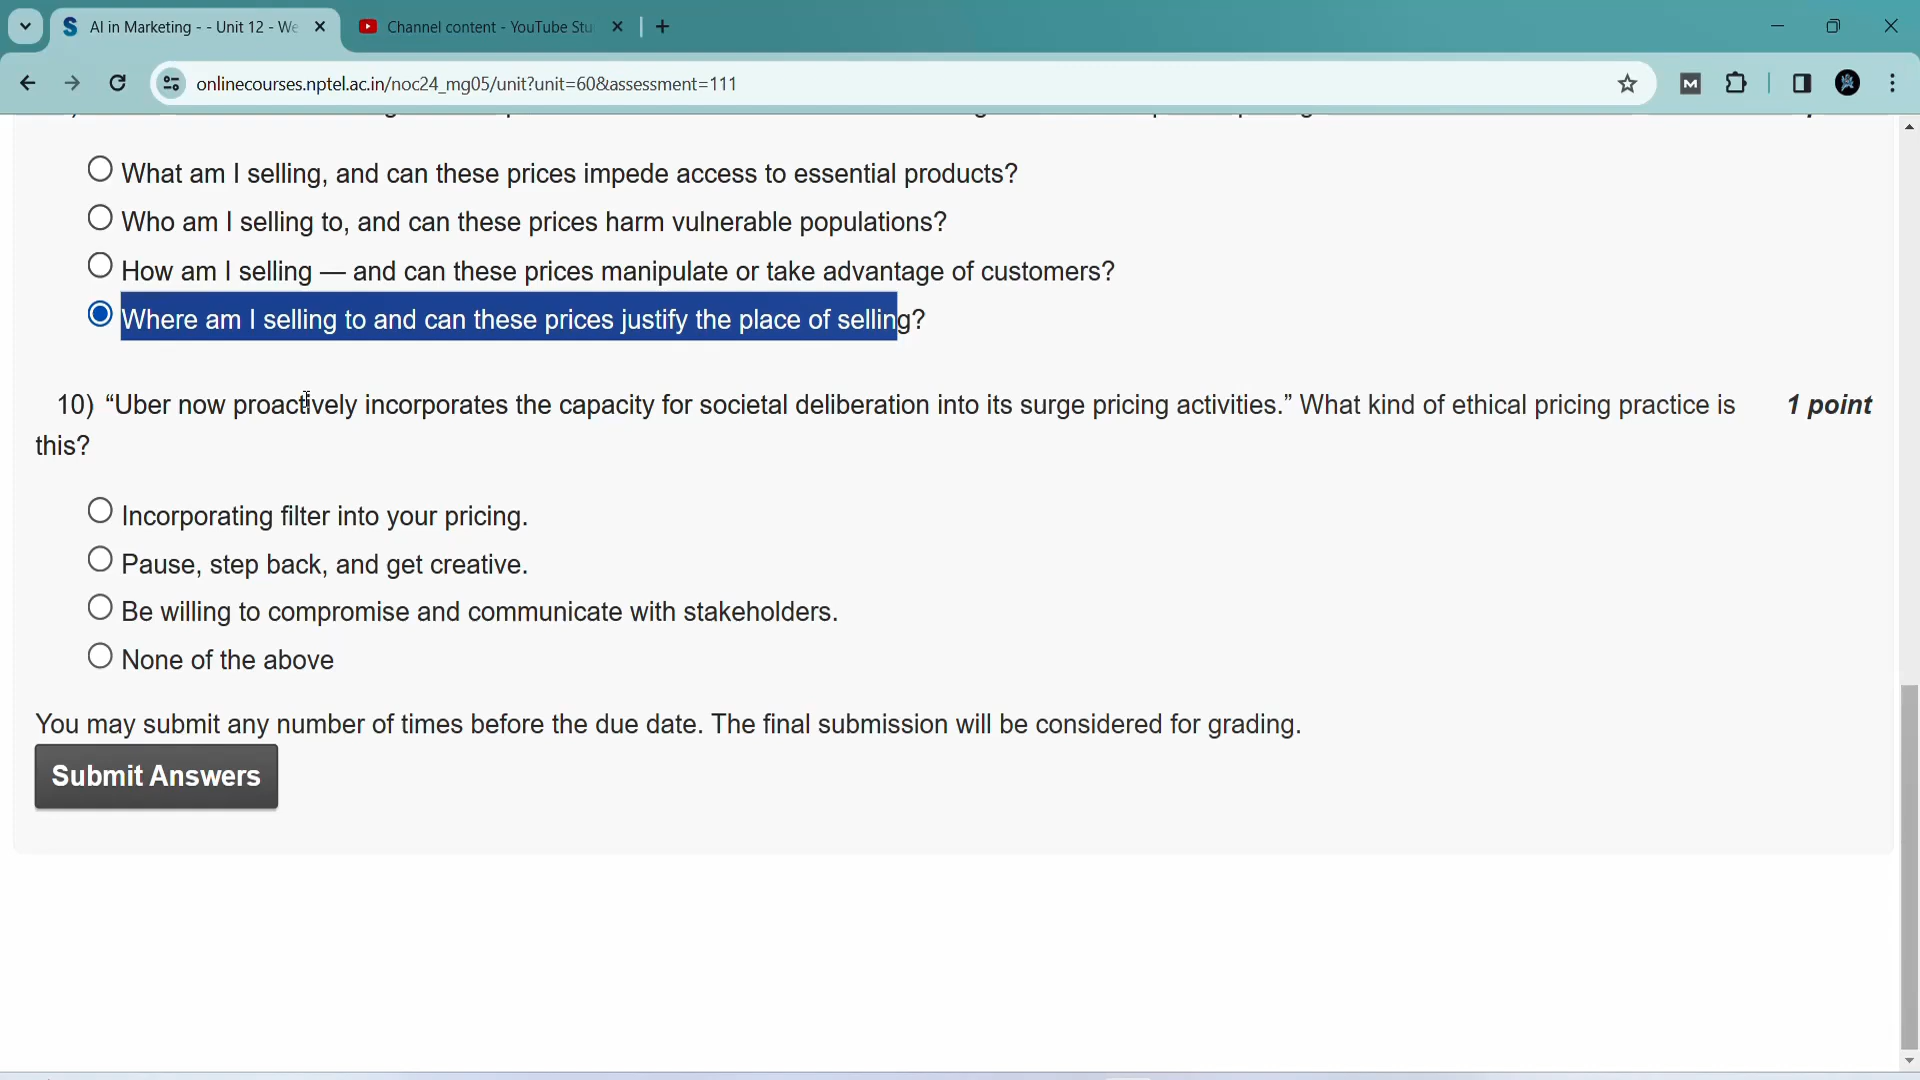 AI in Marketing - - Unit 12 - We
Channel content - YouTube Stu
onlinecourses.nptel.ac.in/noc24_mg05/unit?unit=60&assessment=111
What am I selling, and can these prices impede access to essential products?
Who am I selling to, and can these prices harm vulnerable populations?
How am I selling — and can these prices manipulate or take advantage of customers?
Where am I selling to and can these prices justify the place of selling?
10) “Uber now proactively incorporates the capacity for societal deliberation into its surge pricing activities.” What kind of ethical pricing practice is 1 point
this?
Incorporating filter into your pricing.
Pause, step back, and get creative.
Be willing to compromise and communicate with stakeholders.
None of the above
You may submit any number of times before the due date. The final submission will be considered for grading.
Submit Answers